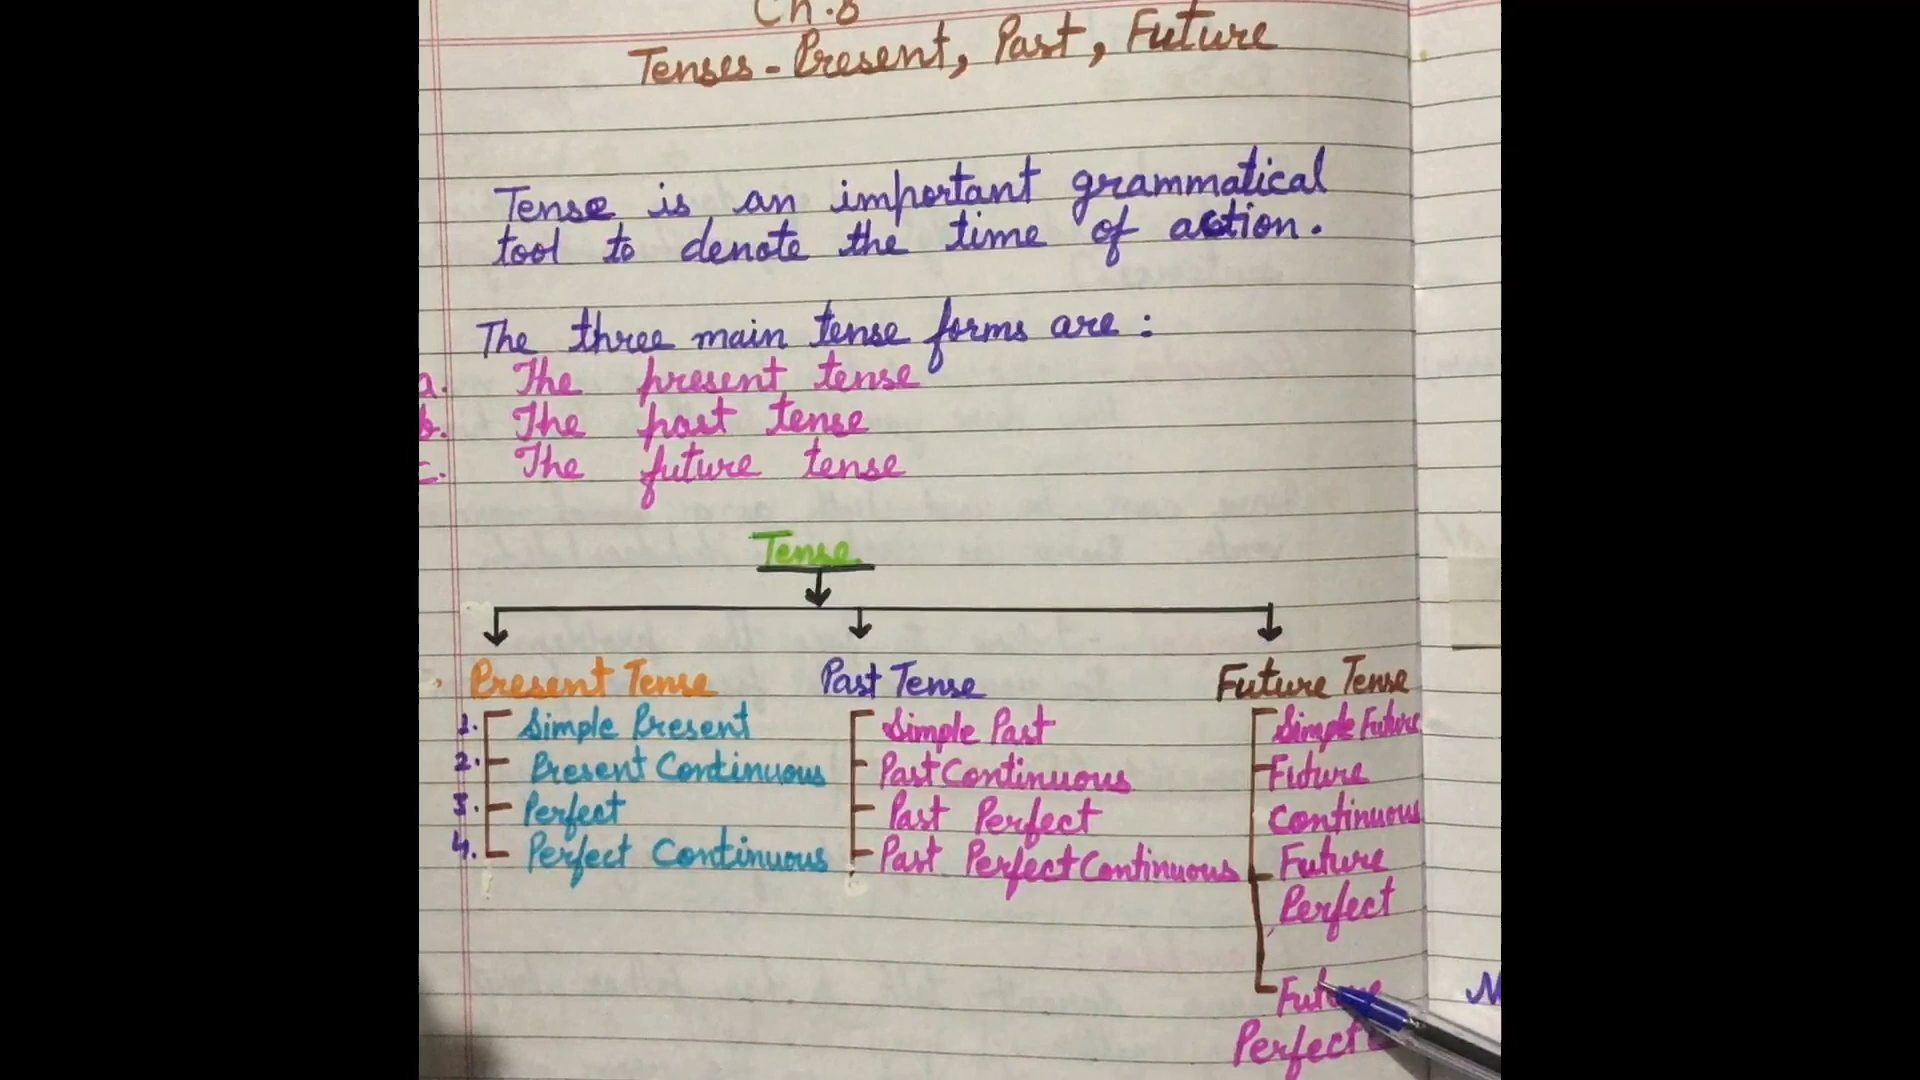 Ch.8
Tenses - Present, Past, Future
Tense is an important grammatical
tool to denote the time of action.
The three main tense forms are :
a. The present tense
b. The past tense
c. The future tense
Tense
Present Tense Past Tense Future Tense
1. Simple Present Simple Past Simple Future
2. Present Continuous Past Continuous Future
Continuous
3. Perfect Past Perfect
4. Perfect Continuous Past Perfect Continuous Future
Perfect
Future
Perfect